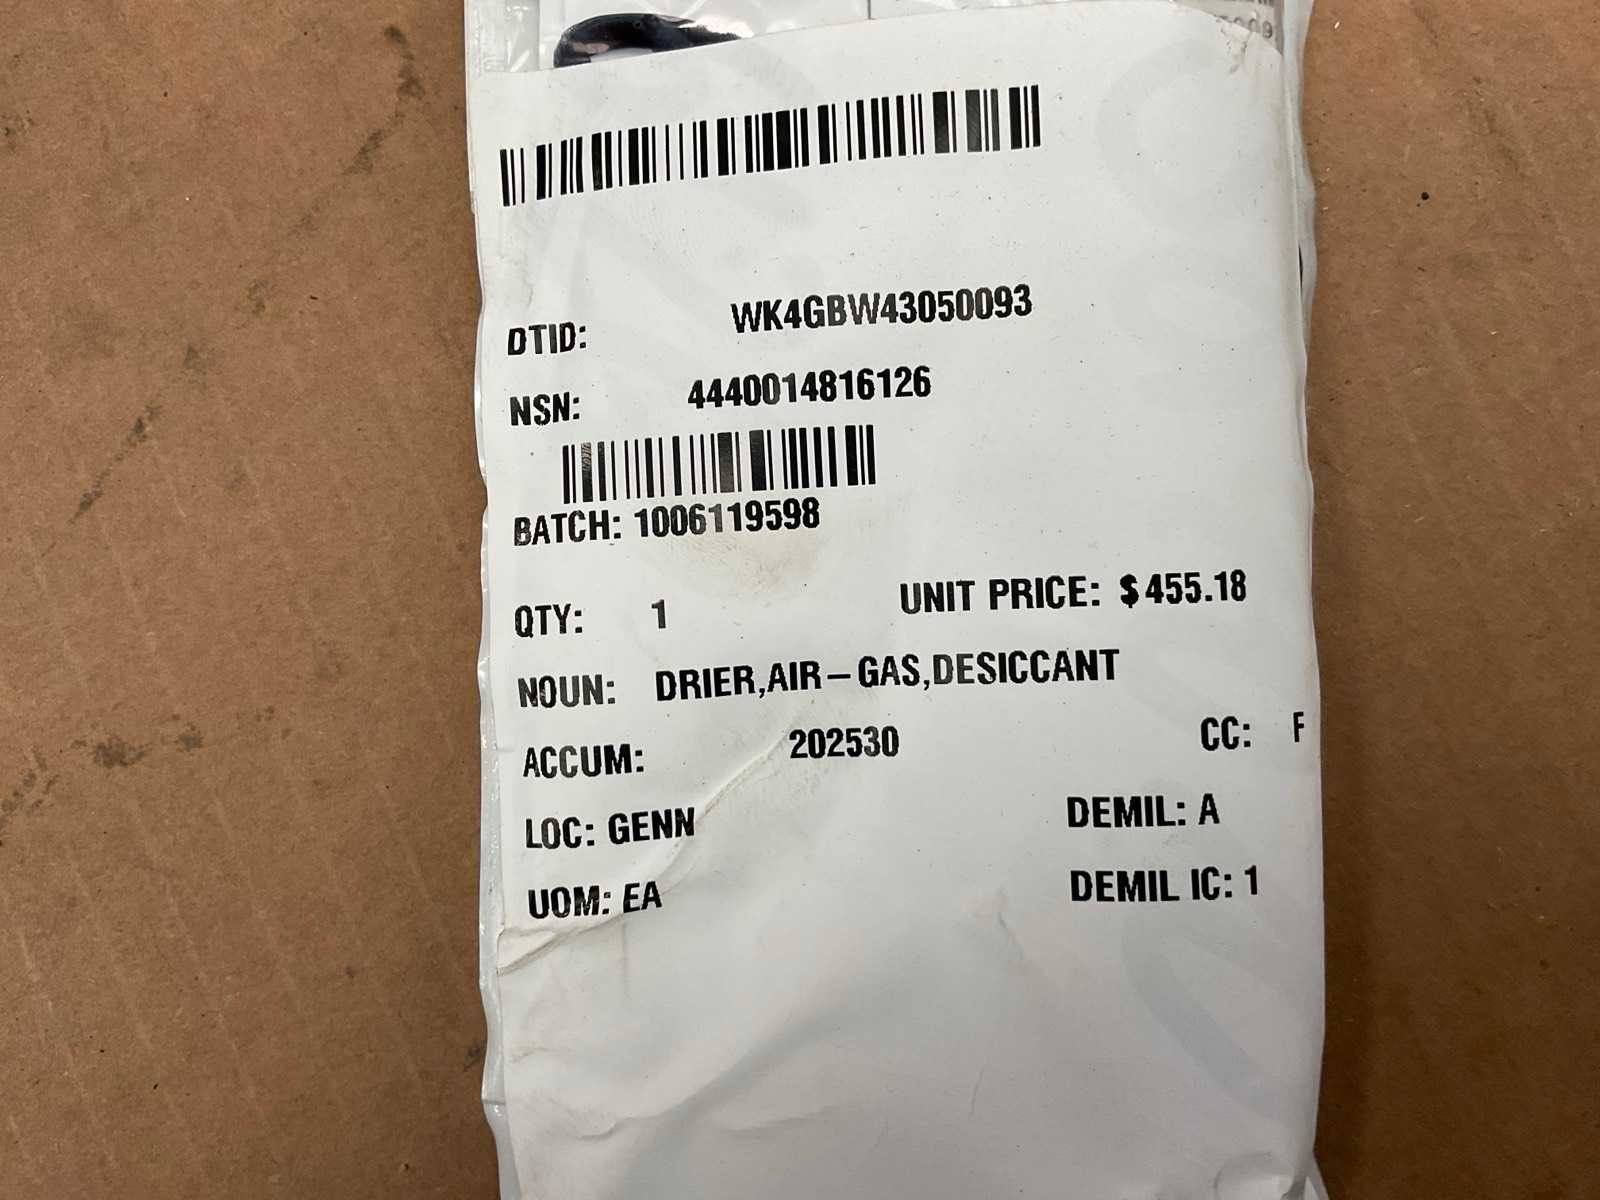 DTID: WK4GBW43050093
NSN: 4440014816126
BATCH: 1006119598
QTY: 1 UNIT PRICE: $455.18
NOUN: DRIER,AIR–GAS,DESICCANT
ACCUM: 202530 CC: F
LOC: GENN DEMIL: A
UOM: EA DEMIL IC: 1